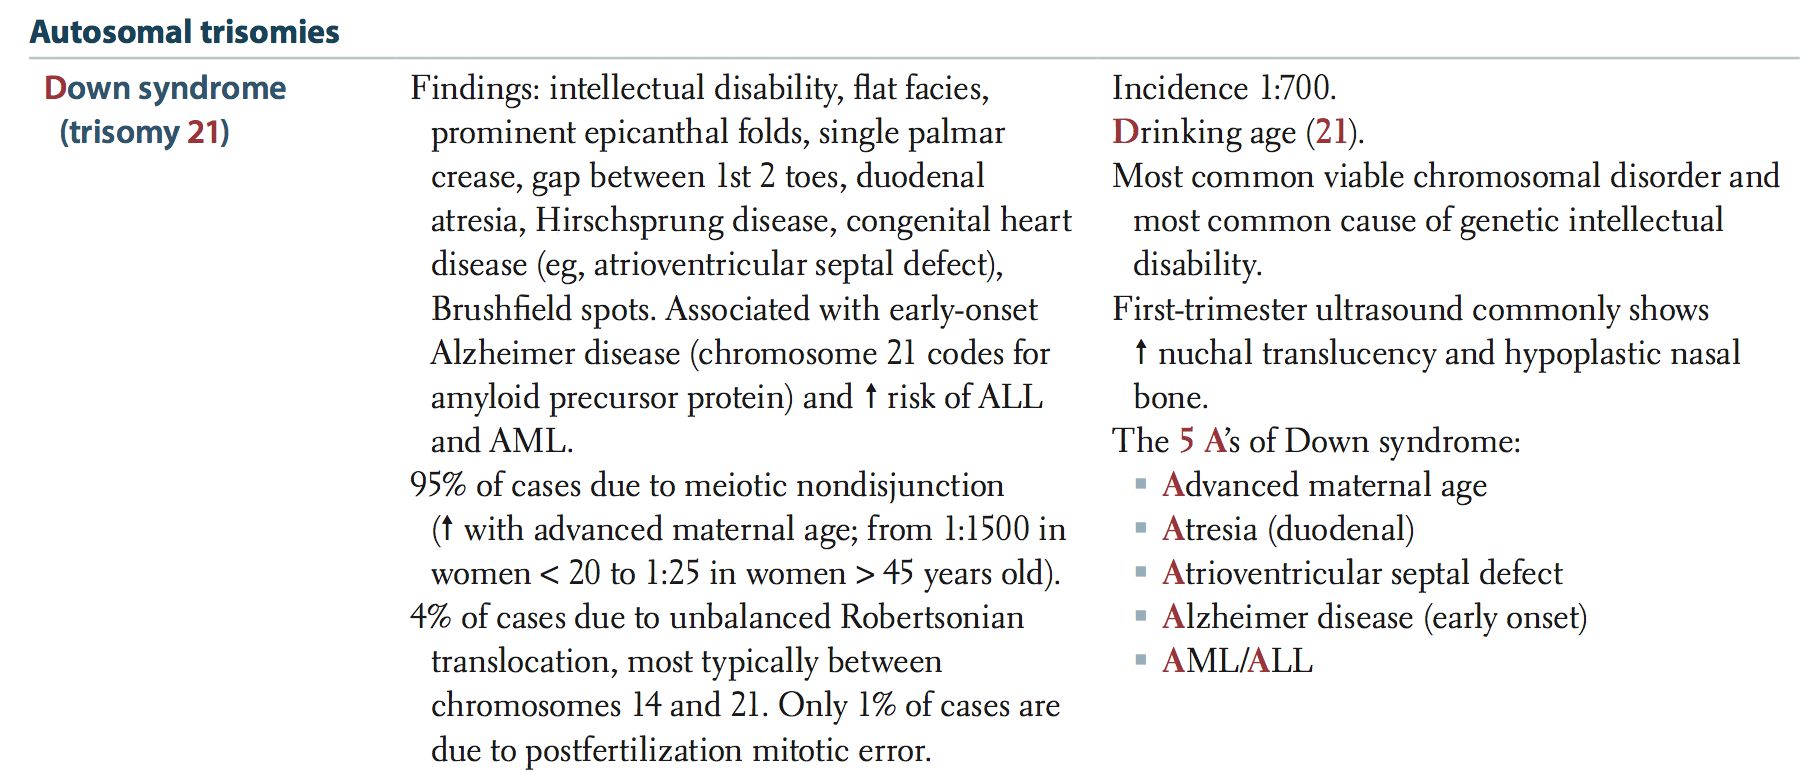 Autosomal trisomies
Down syndrome
(trisomy 21)
Findings: intellectual disability, flat facies,
prominent epicanthal folds, single palmar
crease, gap between 1st 2 toes, duodenal
atresia, Hirschsprung disease, congenital heart
disease (eg, atrioventricular septal defect),
Brushfield spots. Associated with early-onset
Alzheimer disease (chromosome 21 codes for
amyloid precursor protein) and ↑ risk of ALL
and AML.
95% of cases due to meiotic nondisjunction
(↑ with advanced maternal age; from 1:1500 in
women < 20 to 1:25 in women > 45 years old).
4% of cases due to unbalanced Robertsonian
translocation, most typically between
chromosomes 14 and 21. Only 1% of cases are
due to postfertilization mitotic error.
Incidence 1:700.
Drinking age (21).
Most common viable chromosomal disorder and
most common cause of genetic intellectual
disability.
First-trimester ultrasound commonly shows
↑ nuchal translucency and hypoplastic nasal
bone.
The 5 A's of Down syndrome:
▪ Advanced maternal age
▪ Atresia (duodenal)
▪ Atrioventricular septal defect
▪ Alzheimer disease (early onset)
▪ AML/ALL